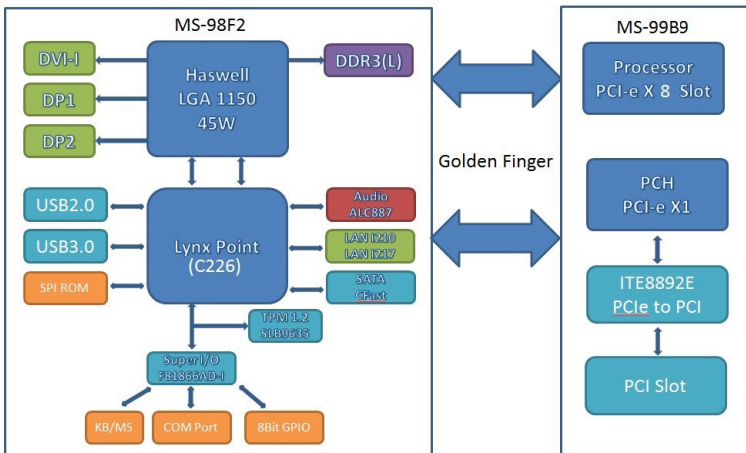 MS-98F2
DVI-I
DP1
DP2
Haswell
LGA 1150
45W
DDR3(L)
USB2.0
USB3.0
SPI ROM
Lynx Point
(C226)
Audio
ALC887
LAN I210
LAN I217
SATA
CFast
TPM 1.2
SLB9635
Super I/O
F81866AD-I
KB/MS
COM Port
8Bit GPIO
Golden Finger
MS-99B9
Processor
PCI-e X 8 Slot
PCH
PCI-e X1
ITE8892E
PCIe to PCI
PCI Slot